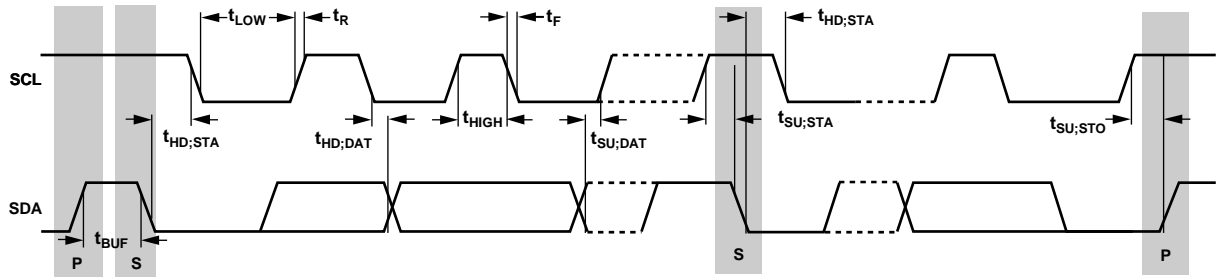 tLOW tR tF tHD;STA
SCL
tHD;STA tHD;DAT tHIGH tSU;DAT tSU;STA tSU;STO
SDA
tBUF
P S S P